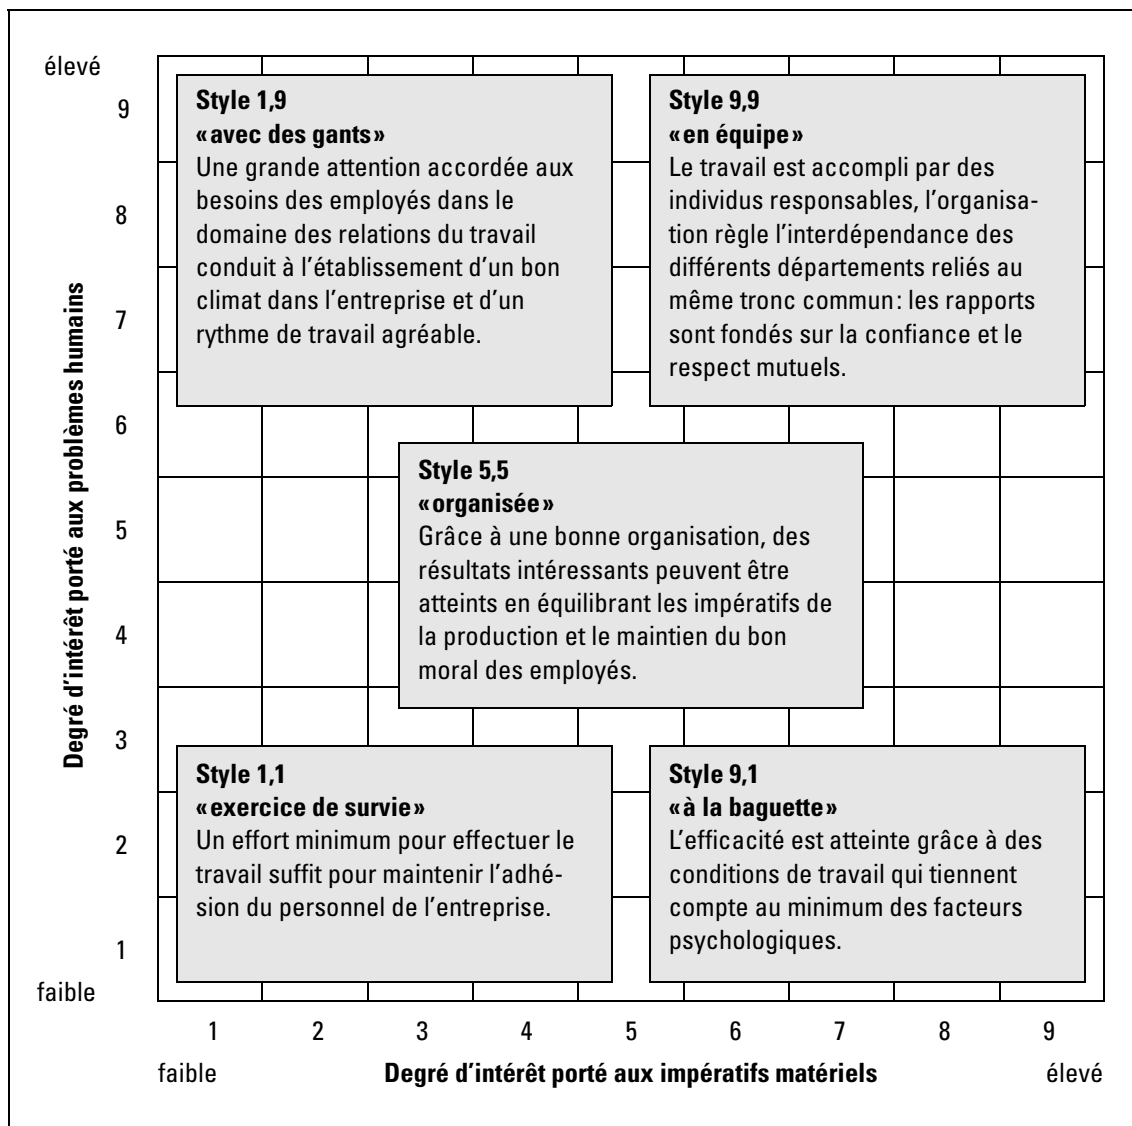 élevé
9
8
7
6
5
4
3
2
1
faible
Degré d'intérêt porté aux problèmes humains
Style 1,9
«avec des gants»
Une grande attention accordée aux
besoins des employés dans le
domaine des relations du travail
conduit à l'établissement d'un bon
climat dans l'entreprise et d'un
rythme de travail agréable.
Style 9,9
«en équipe»
Le travail est accompli par des
individus responsables, l'organisa-
tion règle l'interdépendance des
différents départements reliés au
même tronc commun: les rapports
sont fondés sur la confiance et le
respect mutuels.
Style 5,5
«organisée»
Grâce à une bonne organisation, des
résultats intéressants peuvent être
atteints en équilibrant les impératifs de
la production et le maintien du bon
moral des employés.
Style 1,1
«exercice de survie»
Un effort minimum pour effectuer le
travail suffit pour maintenir l'adhé-
sion du personnel de l'entreprise.
Style 9,1
«à la baguette»
L'efficacité est atteinte grâce à des
conditions de travail qui tiennent
compte au minimum des facteurs
psychologiques.
1 2 3 4 5 6 7 8 9
faible Degré d'intérêt porté aux impératifs matériels élevé